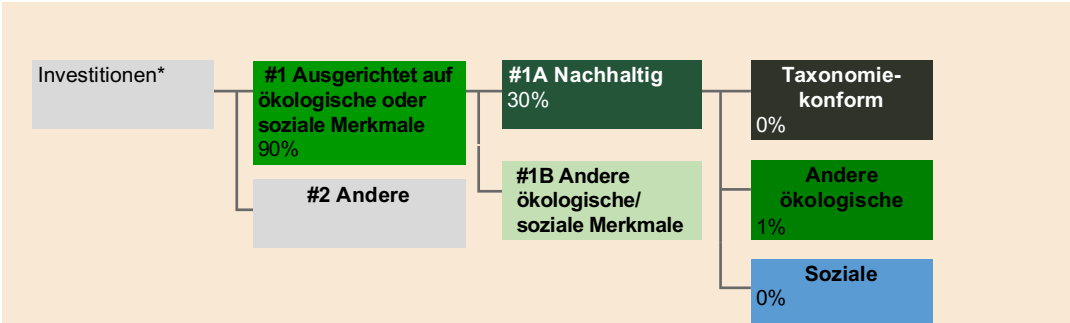 Investitionen*
#1 Ausgerichtet auf
ökologische oder
soziale Merkmale
90%
#2 Andere
#1A Nachhaltig
30%
#1B Andere
ökologische/
soziale Merkmale
Taxonomie-
konform
0%
Andere
ökologische
1%
Soziale
0%